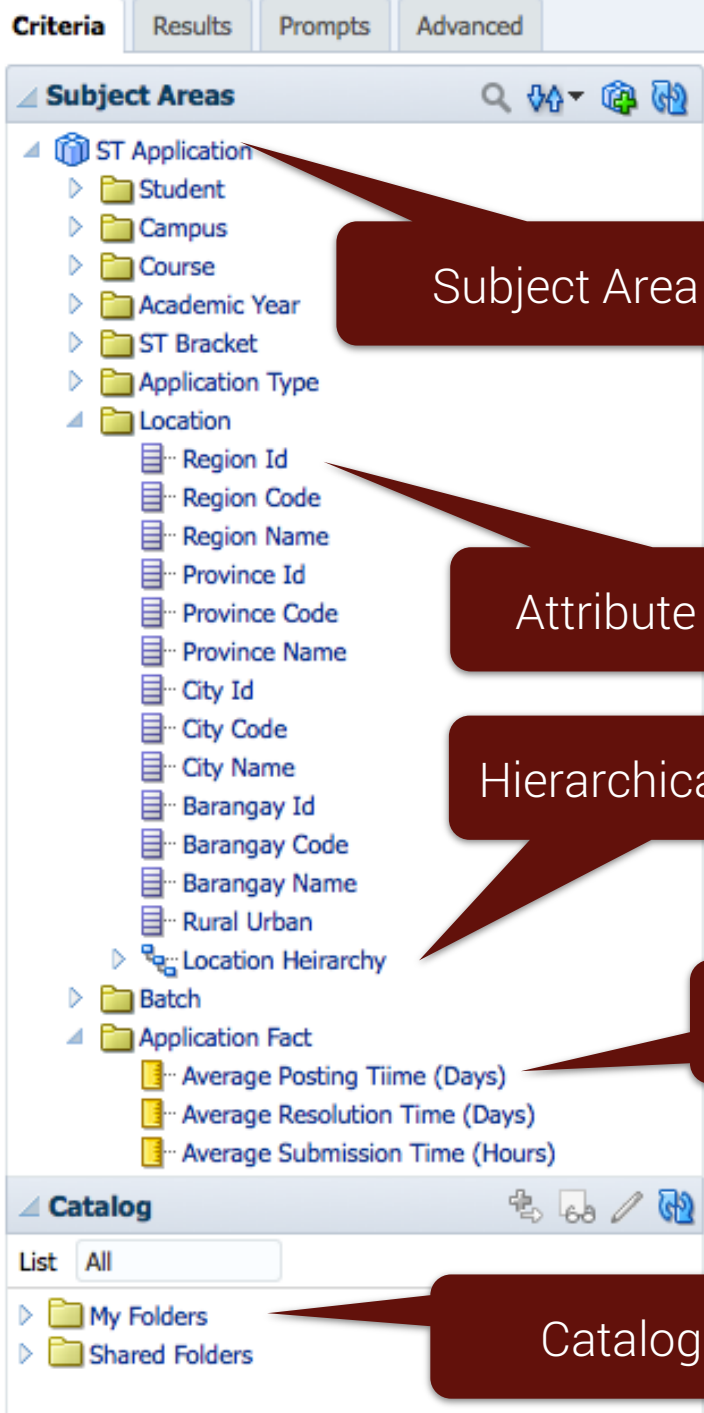 Criteria Results Prompts Advanced
Subject Areas
ST Application
Student
Campus
Course
Subject Area
Academic Year
ST Bracket
Application Type
Location
Region Id
Region Code
Region Name
Province Id
Attribute
Province Code
Province Name
City Id
City Code
City Name
Hierarchica
Barangay Id
Barangay Code
Barangay Name
Rural Urban
Location Heirarchy
Batch
Application Fact
Average Posting Tiime (Days)
Average Resolution Time (Days)
Average Submission Time (Hours)
Catalog
List All
My Folders
Shared Folders
Catalog